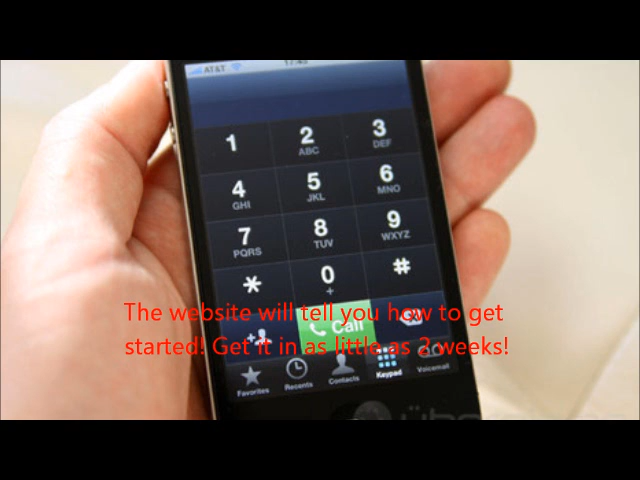 AT&T 17:45
1
2 ABC
3 DEF
4 GHI
5 JKL
6 MNO
7 PQRS
8 TUV
9 WXYZ
*
0 +
#
The website will tell you how to get
started! Get it in as little as 2 weeks!
+
Call
Favorites Recents Contacts Keypad Voicemail